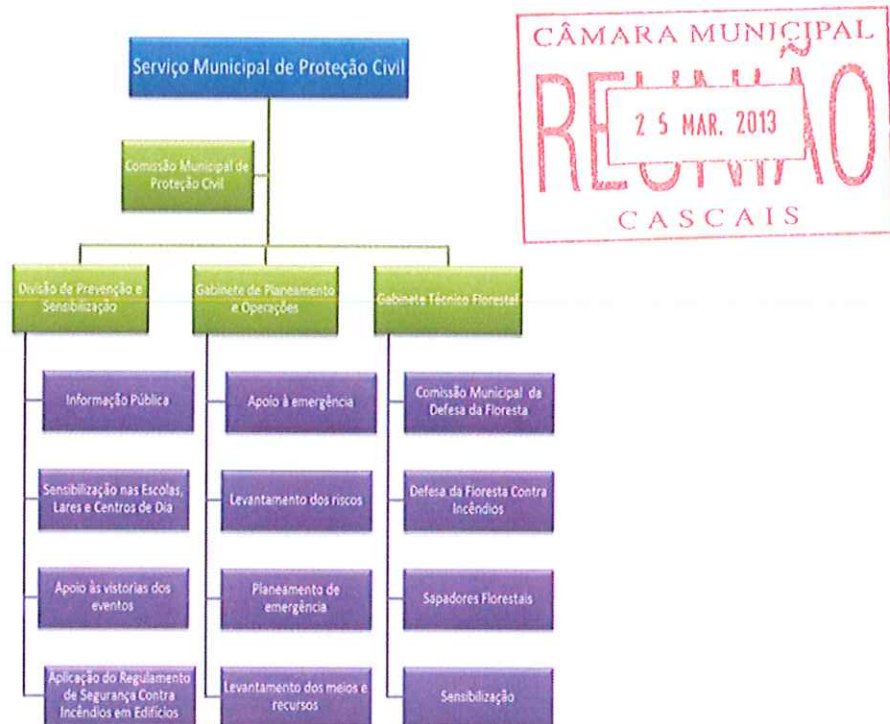 Serviço Municipal de Proteção Civil
CÂMARA MUNICIPAL
REUNIÃO
25 MAR. 2013
CASCAIS
Comissão Municipal de
Proteção Civil
Divisão de Prevenção e
Sensibilização
Gabinete de Planeamento
e Operações
Gabinete Técnico Florestal
Informação Pública
Sensibilização nas Escolas,
Lares e Centros de Dia
Apoio às vistorias dos
eventos
Aplicação do Regulamento
de Segurança Contra
Incêndios em Edifícios
Apoio à emergência
Levantamento dos riscos
Planeamento de
emergência
Levantamento dos meios e
recursos
Comissão Municipal da
Defesa da Floresta
Defesa da Floresta Contra
Incêndios
Sapadores Florestais
Sensibilização